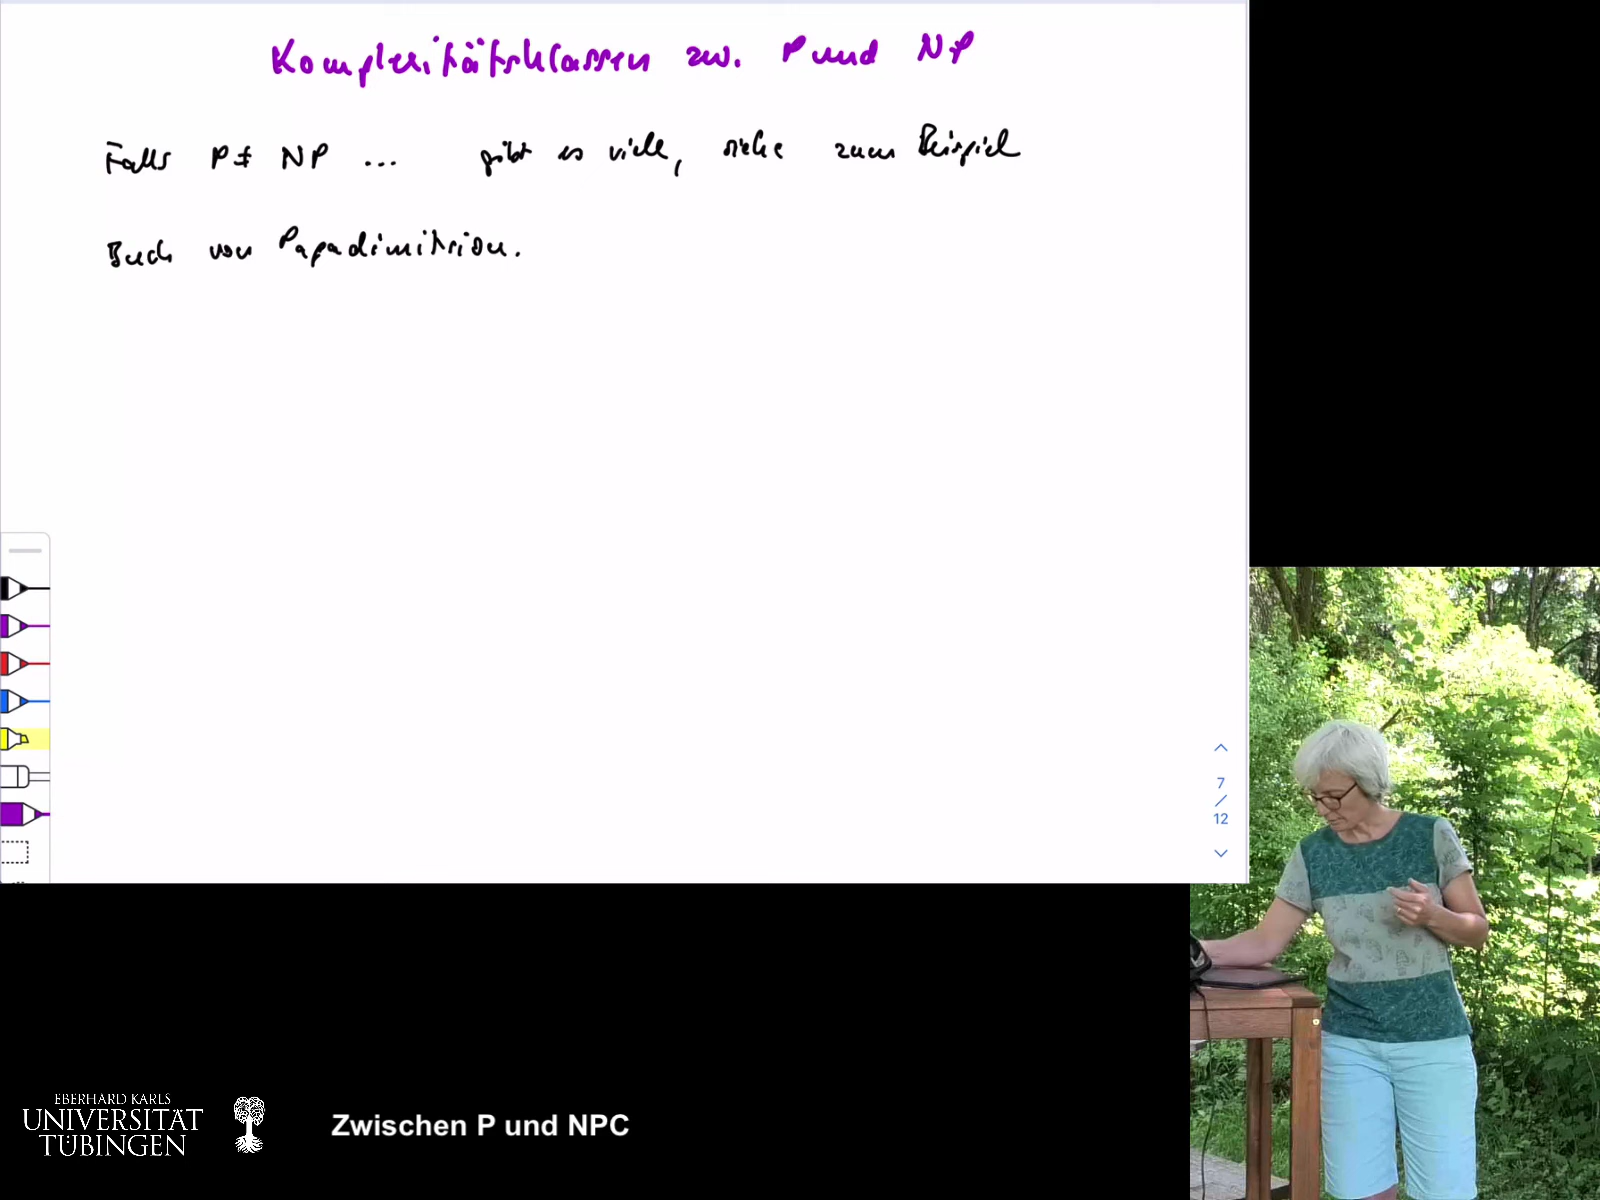 Komplexitätsklassen zw. P und NP
Falls P ≠ NP ... gibt es viele, siehe zum Beispiel
Buch von Papadimitriou.
7
/
12
EBERHARD KARLS
UNIVERSITÄT
TÜBINGEN
Zwischen P und NPC